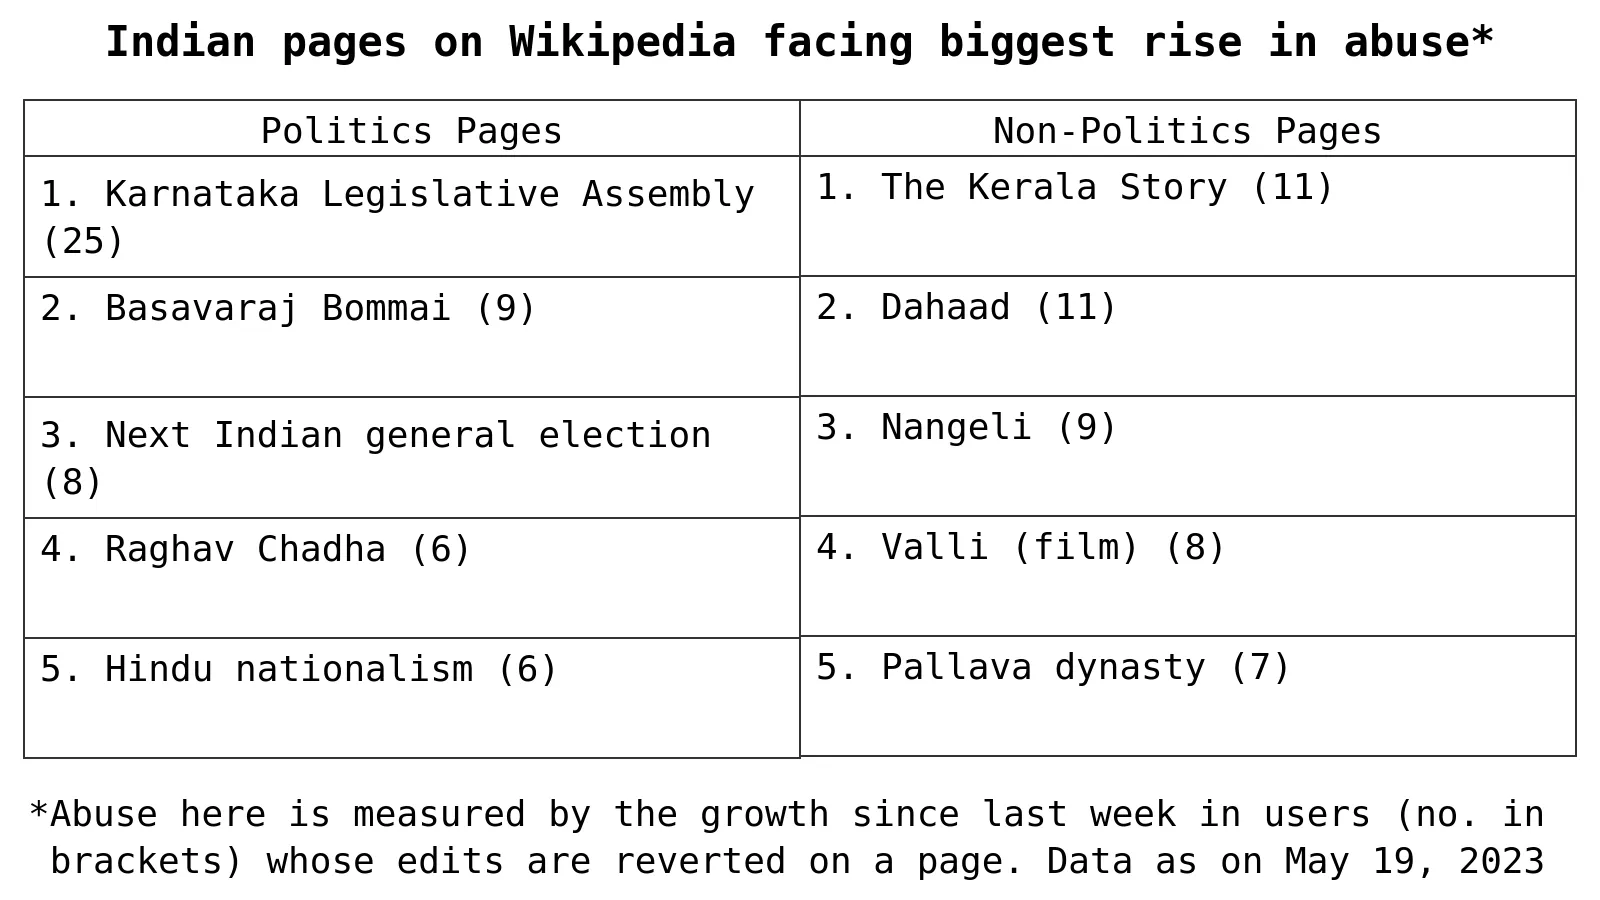 Indian pages on Wikipedia facing biggest rise in abuse*
Politics Pages
Non-Politics Pages
1. Karnataka Legislative Assembly
(25)
1. The Kerala Story (11)
2. Basavaraj Bommai (9)
2. Dahaad (11)
3. Next Indian general election
(8)
3. Nangeli (9)
4. Raghav Chadha (6)
4. Valli (film) (8)
5. Hindu nationalism (6)
5. Pallava dynasty (7)
*Abuse here is measured by the growth since last week in users (no. in
brackets) whose edits are reverted on a page. Data as on May 19, 2023